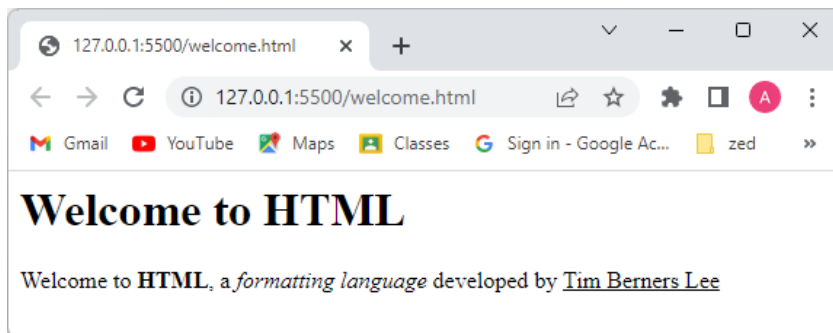 127.0.0.1:5500/welcome.html
127.0.0.1:5500/welcome.html A
Gmail YouTube Maps Classes G Sign in - Google Ac... zed »
Welcome to HTML
Welcome to HTML, a formatting language developed by Tim Berners Lee